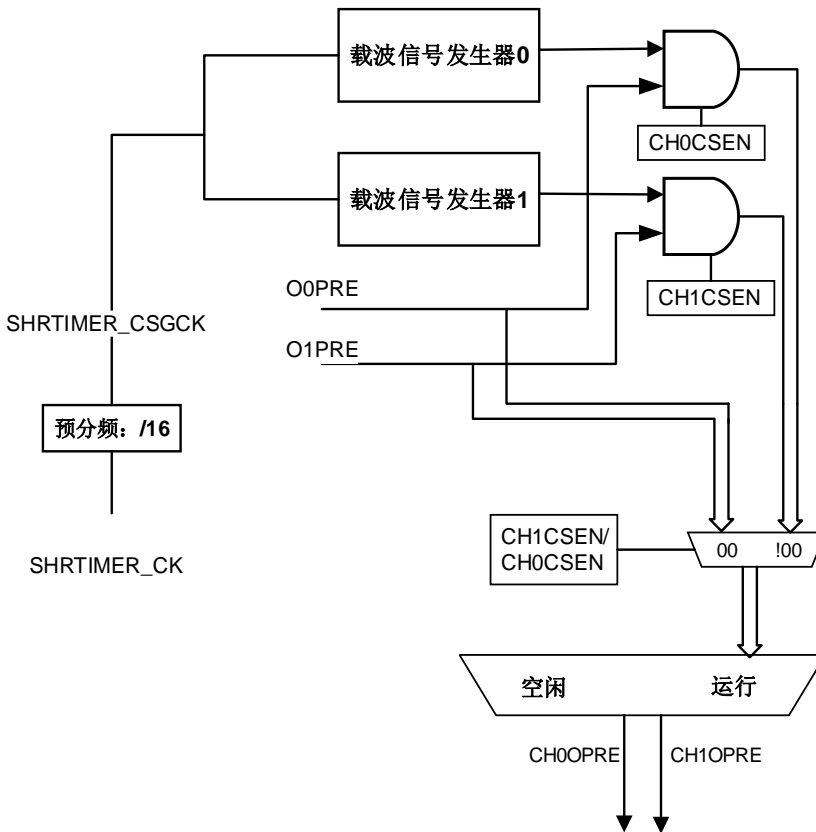 载波信号发生器0
CH0CSEN
载波信号发生器1
CH1CSEN
O0PRE
SHRTIMER_CSGCK
O1PRE
预分频：/16
SHRTIMER_CK
CH1CSEN/
CH0CSEN
00 !00
空闲 运行
CH0OPRE CH1OPRE